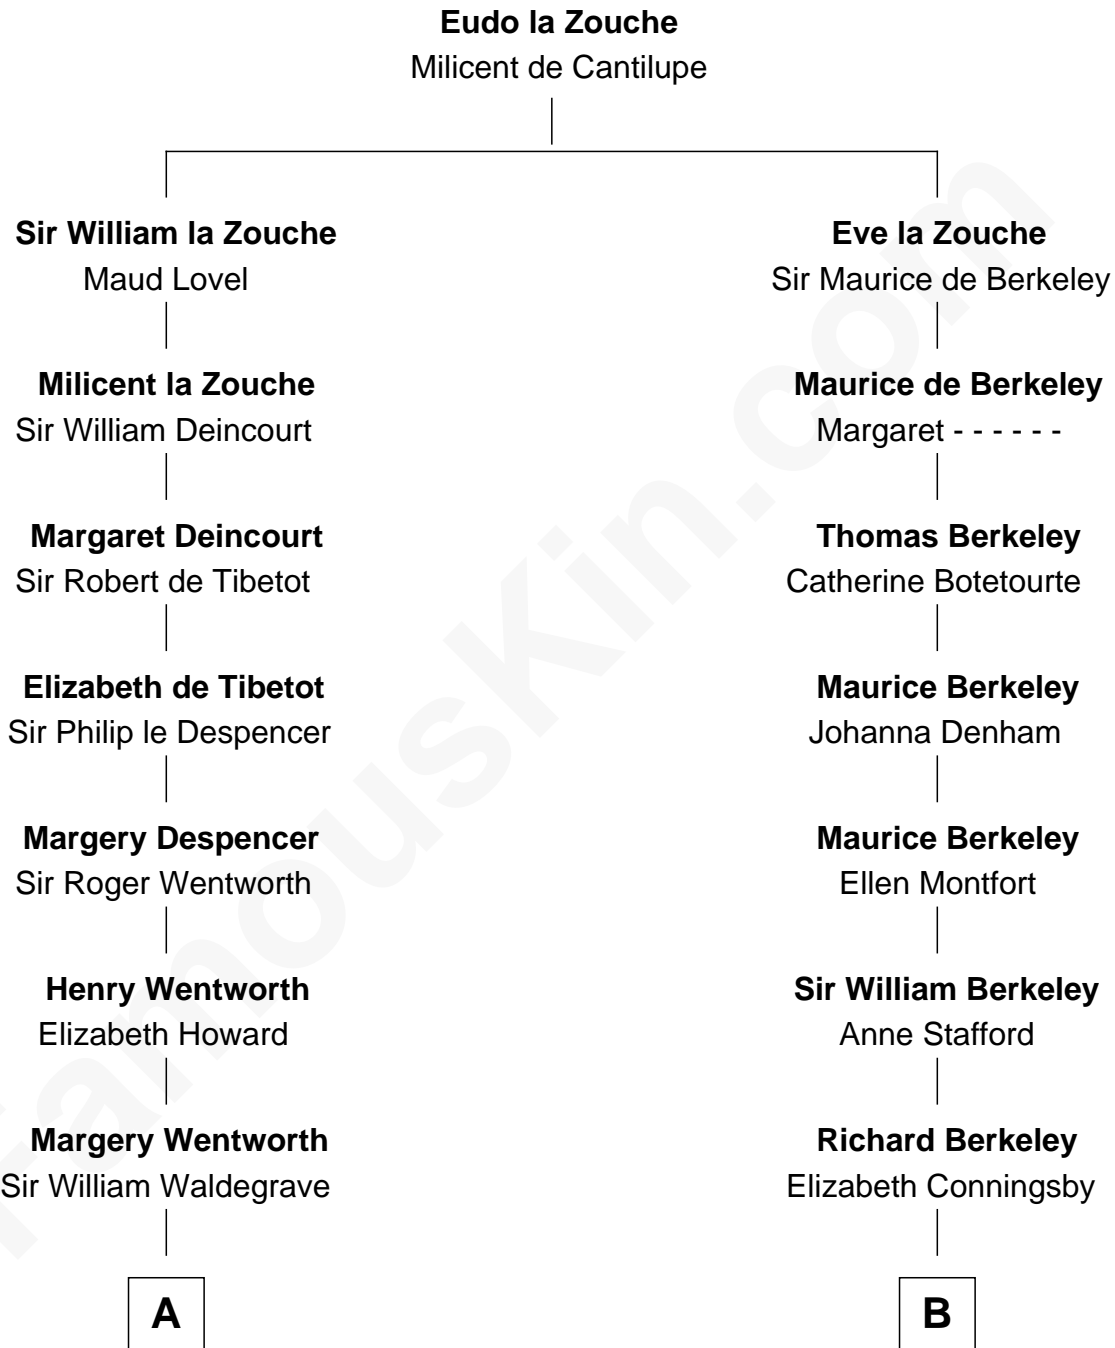 Eudo la Zouche
Milicent de Cantilupe
Sir William la Zouche
Maud Lovel
Eve la Zouche
Sir Maurice de Berkeley
Milicent la Zouche
Sir William Deincourt
Maurice de Berkeley
Margaret - - - - - -
Margaret Deincourt
Sir Robert de Tibetot
Thomas Berkeley
Catherine Botetourte
Elizabeth de Tibetot
Sir Philip le Despencer
Maurice Berkeley
Johanna Denham
Margery Despencer
Sir Roger Wentworth
Maurice Berkeley
Ellen Montfort
Henry Wentworth
Elizabeth Howard
Sir William Berkeley
Anne Stafford
Margery Wentworth
Sir William Waldegrave
Richard Berkeley
Elizabeth Conningsby
A
B
FamousKin.com